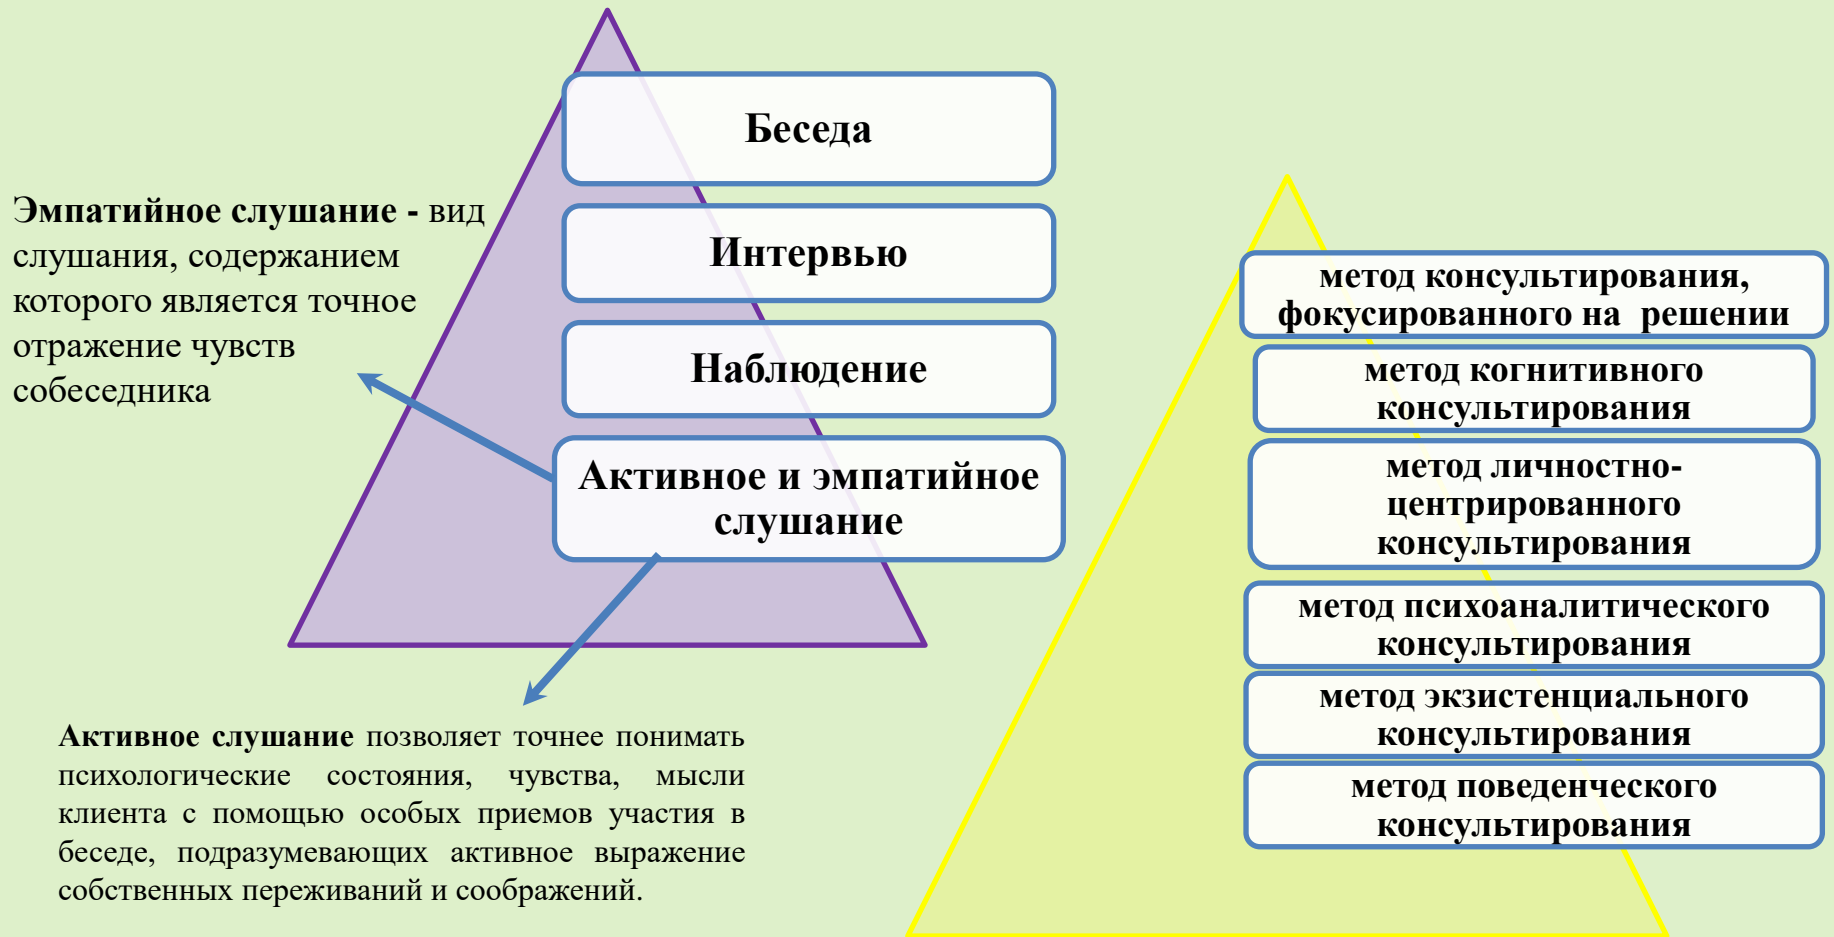 Беседа
Интервью
Наблюдение
Активное и эмпатийное
слушание
Эмпатийное слушание - вид
слушания, содержанием
которого является точное
отражение чувств
собеседника
Активное слушание позволяет точнее понимать
психологические состояния, чувства, мысли
клиента с помощью особых приемов участия в
беседе, подразумевающих активное выражение
собственных переживаний и соображений.
метод консультирования,
фокусированного на решении
метод когнитивного
консультирования
метод личностно-
центрированного
консультирования
метод психоаналитического
консультирования
метод экзистенциального
консультирования
метод поведенческого
консультирования